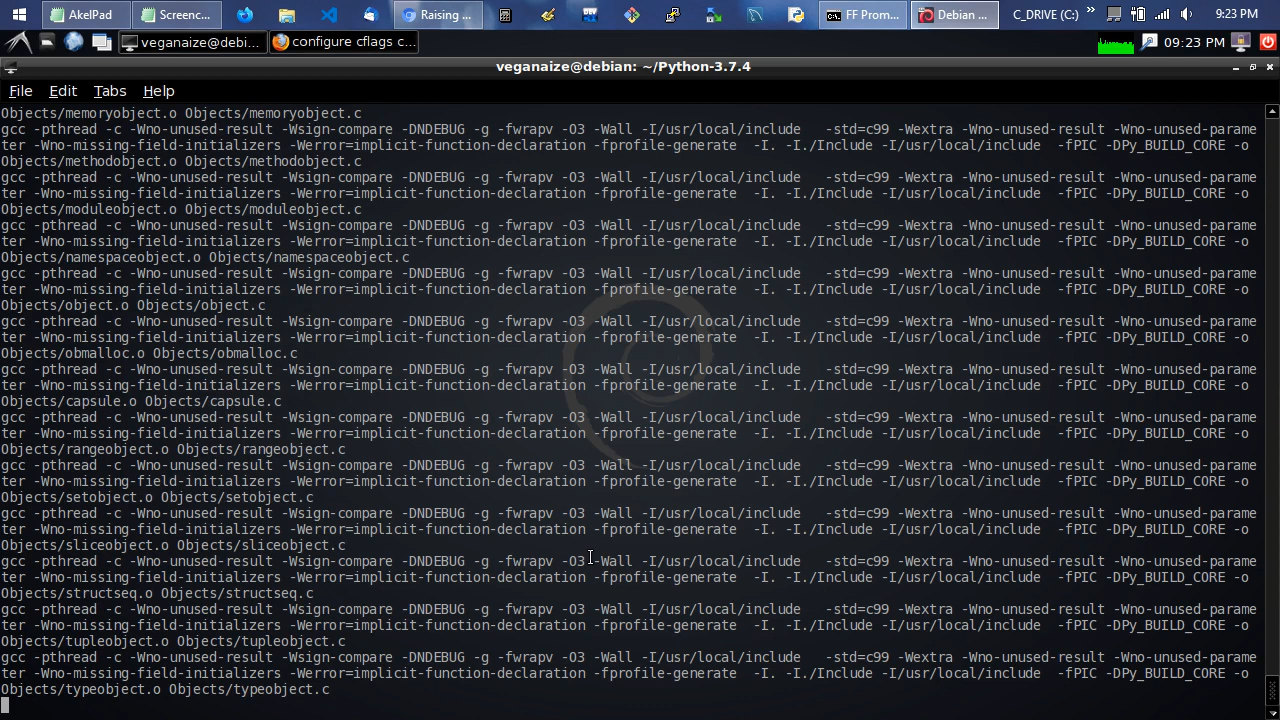 AkelPad
Screenc...
Raising ...
FF Prom...
Debian ...
C_DRIVE (C:)
9:23 PM
veganaize@debi...
configure cflags c...
09:23 PM
veganaize@debian: ~/Python-3.7.4
File Edit Tabs Help
Objects/memoryobject.o Objects/memoryobject.c
gcc -pthread -c -Wno-unused-result -Wsign-compare -DNDEBUG -g -fwrapv -O3 -Wall -I/usr/local/include   -std=c99 -Wextra -Wno-unused-result -Wno-unused-parame
ter -Wno-missing-field-initializers -Werror=implicit-function-declaration -fprofile-generate  -I. -I./Include -I/usr/local/include  -fPIC -DPy_BUILD_CORE -o
Objects/methodobject.o Objects/methodobject.c
gcc -pthread -c -Wno-unused-result -Wsign-compare -DNDEBUG -g -fwrapv -O3 -Wall -I/usr/local/include   -std=c99 -Wextra -Wno-unused-result -Wno-unused-parame
ter -Wno-missing-field-initializers -Werror=implicit-function-declaration -fprofile-generate  -I. -I./Include -I/usr/local/include  -fPIC -DPy_BUILD_CORE -o
Objects/moduleobject.o Objects/moduleobject.c
gcc -pthread -c -Wno-unused-result -Wsign-compare -DNDEBUG -g -fwrapv -O3 -Wall -I/usr/local/include   -std=c99 -Wextra -Wno-unused-result -Wno-unused-parame
ter -Wno-missing-field-initializers -Werror=implicit-function-declaration -fprofile-generate  -I. -I./Include -I/usr/local/include  -fPIC -DPy_BUILD_CORE -o
Objects/namespaceobject.o Objects/namespaceobject.c
gcc -pthread -c -Wno-unused-result -Wsign-compare -DNDEBUG -g -fwrapv -O3 -Wall -I/usr/local/include   -std=c99 -Wextra -Wno-unused-result -Wno-unused-parame
ter -Wno-missing-field-initializers -Werror=implicit-function-declaration -fprofile-generate  -I. -I./Include -I/usr/local/include  -fPIC -DPy_BUILD_CORE -o
Objects/object.o Objects/object.c
gcc -pthread -c -Wno-unused-result -Wsign-compare -DNDEBUG -g -fwrapv -O3 -Wall -I/usr/local/include   -std=c99 -Wextra -Wno-unused-result -Wno-unused-parame
ter -Wno-missing-field-initializers -Werror=implicit-function-declaration -fprofile-generate  -I. -I./Include -I/usr/local/include  -fPIC -DPy_BUILD_CORE -o
Objects/obmalloc.o Objects/obmalloc.c
gcc -pthread -c -Wno-unused-result -Wsign-compare -DNDEBUG -g -fwrapv -O3 -Wall -I/usr/local/include   -std=c99 -Wextra -Wno-unused-result -Wno-unused-parame
ter -Wno-missing-field-initializers -Werror=implicit-function-declaration -fprofile-generate  -I. -I./Include -I/usr/local/include  -fPIC -DPy_BUILD_CORE -o
Objects/capsule.o Objects/capsule.c
gcc -pthread -c -Wno-unused-result -Wsign-compare -DNDEBUG -g -fwrapv -O3 -Wall -I/usr/local/include   -std=c99 -Wextra -Wno-unused-result -Wno-unused-parame
ter -Wno-missing-field-initializers -Werror=implicit-function-declaration -fprofile-generate  -I. -I./Include -I/usr/local/include  -fPIC -DPy_BUILD_CORE -o
Objects/rangeobject.o Objects/rangeobject.c
gcc -pthread -c -Wno-unused-result -Wsign-compare -DNDEBUG -g -fwrapv -O3 -Wall -I/usr/local/include   -std=c99 -Wextra -Wno-unused-result -Wno-unused-parame
ter -Wno-missing-field-initializers -Werror=implicit-function-declaration -fprofile-generate  -I. -I./Include -I/usr/local/include  -fPIC -DPy_BUILD_CORE -o
Objects/setobject.o Objects/setobject.c
gcc -pthread -c -Wno-unused-result -Wsign-compare -DNDEBUG -g -fwrapv -O3 -Wall -I/usr/local/include   -std=c99 -Wextra -Wno-unused-result -Wno-unused-parame
ter -Wno-missing-field-initializers -Werror=implicit-function-declaration -fprofile-generate  -I. -I./Include -I/usr/local/include  -fPIC -DPy_BUILD_CORE -o
Objects/sliceobject.o Objects/sliceobject.c
gcc -pthread -c -Wno-unused-result -Wsign-compare -DNDEBUG -g -fwrapv -O3 -Wall -I/usr/local/include   -std=c99 -Wextra -Wno-unused-result -Wno-unused-parame
ter -Wno-missing-field-initializers -Werror=implicit-function-declaration -fprofile-generate  -I. -I./Include -I/usr/local/include  -fPIC -DPy_BUILD_CORE -o
Objects/structseq.o Objects/structseq.c
gcc -pthread -c -Wno-unused-result -Wsign-compare -DNDEBUG -g -fwrapv -O3 -Wall -I/usr/local/include   -std=c99 -Wextra -Wno-unused-result -Wno-unused-parame
ter -Wno-missing-field-initializers -Werror=implicit-function-declaration -fprofile-generate  -I. -I./Include -I/usr/local/include  -fPIC -DPy_BUILD_CORE -o
Objects/tupleobject.o Objects/tupleobject.c
gcc -pthread -c -Wno-unused-result -Wsign-compare -DNDEBUG -g -fwrapv -O3 -Wall -I/usr/local/include   -std=c99 -Wextra -Wno-unused-result -Wno-unused-parame
ter -Wno-missing-field-initializers -Werror=implicit-function-declaration -fprofile-generate  -I. -I./Include -I/usr/local/include  -fPIC -DPy_BUILD_CORE -o
Objects/typeobject.o Objects/typeobject.c